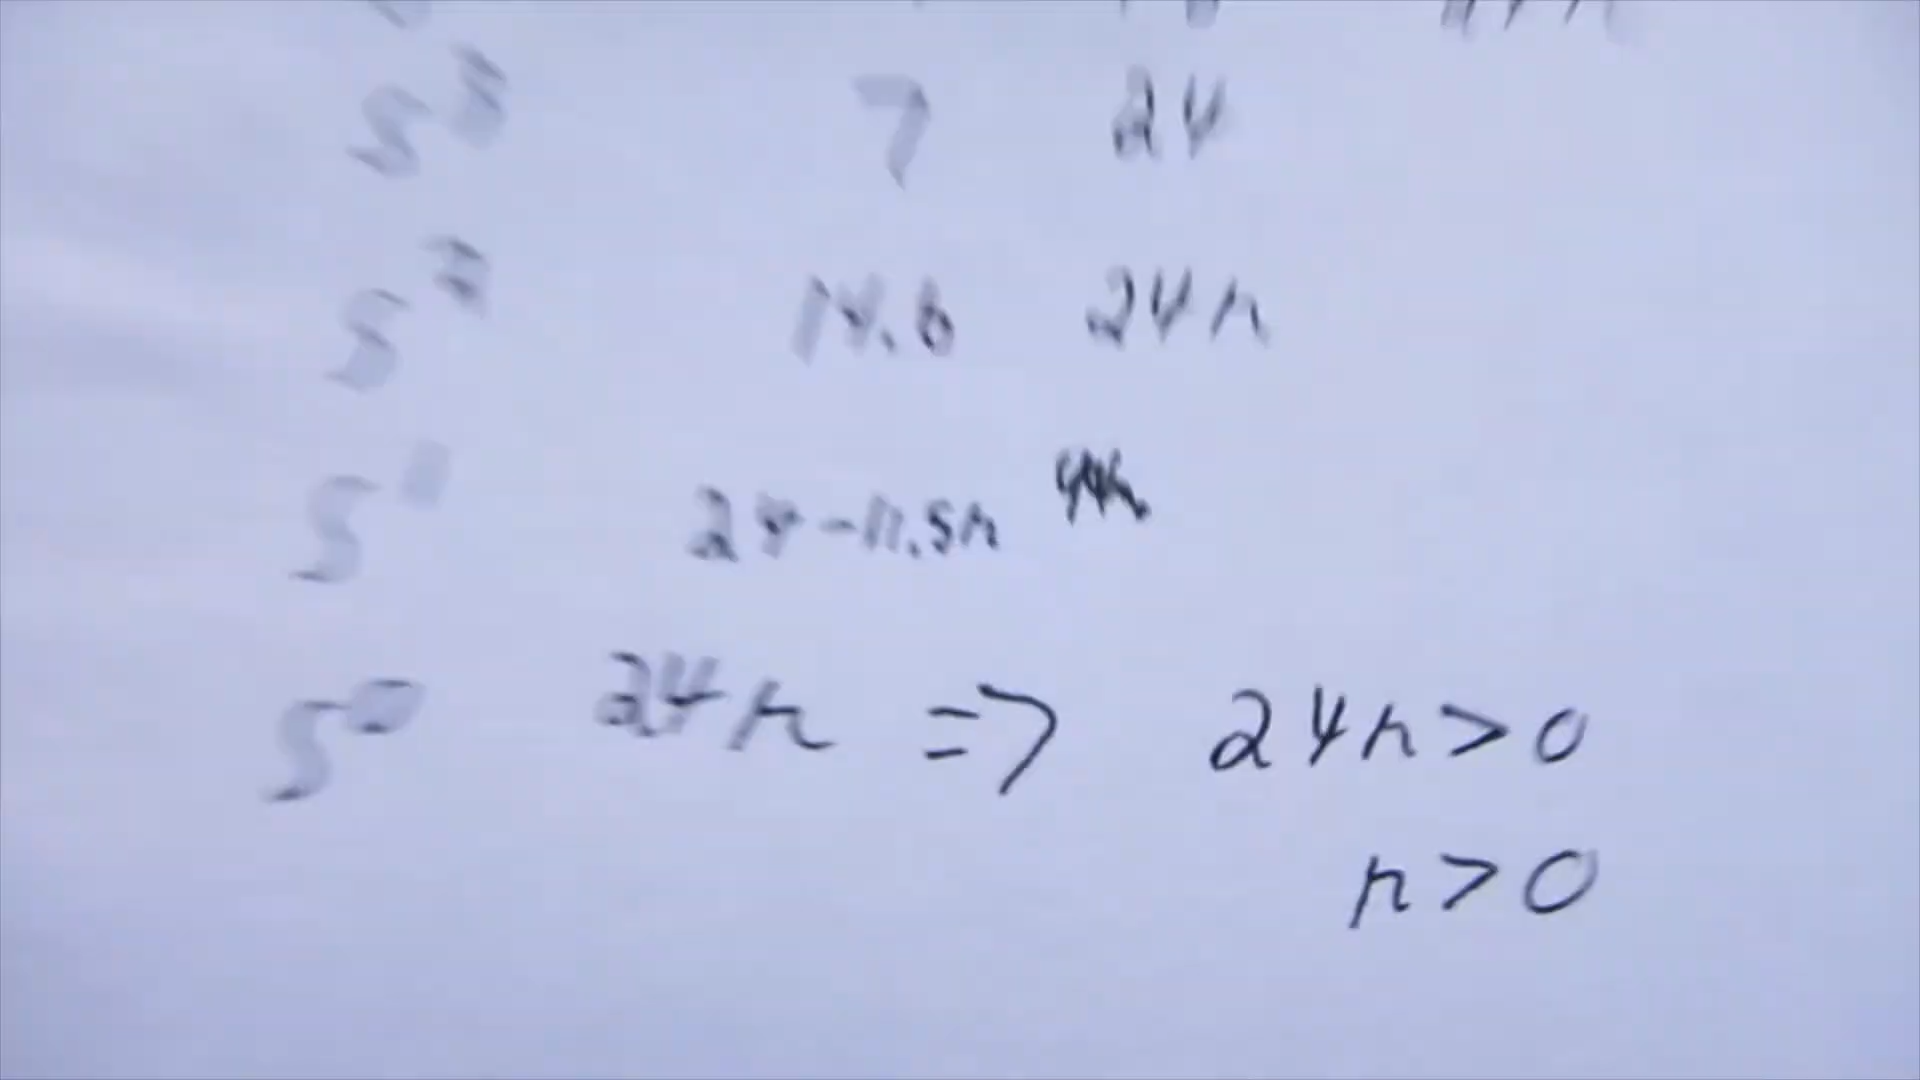 s³ 7 24
s² 14.6 24k
s¹ 24-11.5k
s⁰ 24k => 24k>0
k>0